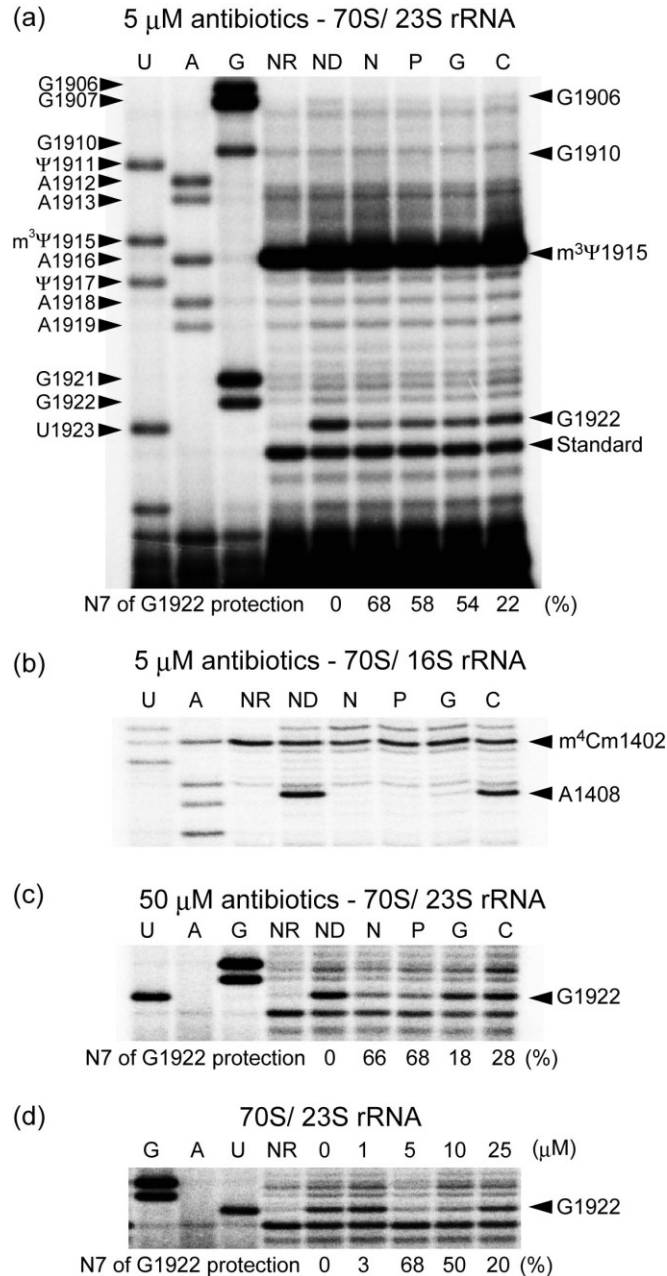 (a)
5 μM antibiotics - 70S/ 23S rRNA
U A G NR ND N P G C
G1906
G1907
G1910
Ψ1911
A1912
A1913
m³Ψ1915
A1916
Ψ1917
A1918
A1919
G1921
G1922
U1923
G1906
G1910
m³Ψ1915
G1922
Standard
N7 of G1922 protection 0 68 58 54 22 (%)
(b)
5 μM antibiotics - 70S/ 16S rRNA
U A NR ND N P G C
m⁴Cm1402
A1408
(c)
50 μM antibiotics - 70S/ 23S rRNA
U A G NR ND N P G C
G1922
N7 of G1922 protection 0 66 68 18 28 (%)
(d)
70S/ 23S rRNA
G A U NR 0 1 5 10 25 (μM)
G1922
N7 of G1922 protection 0 3 68 50 20 (%)